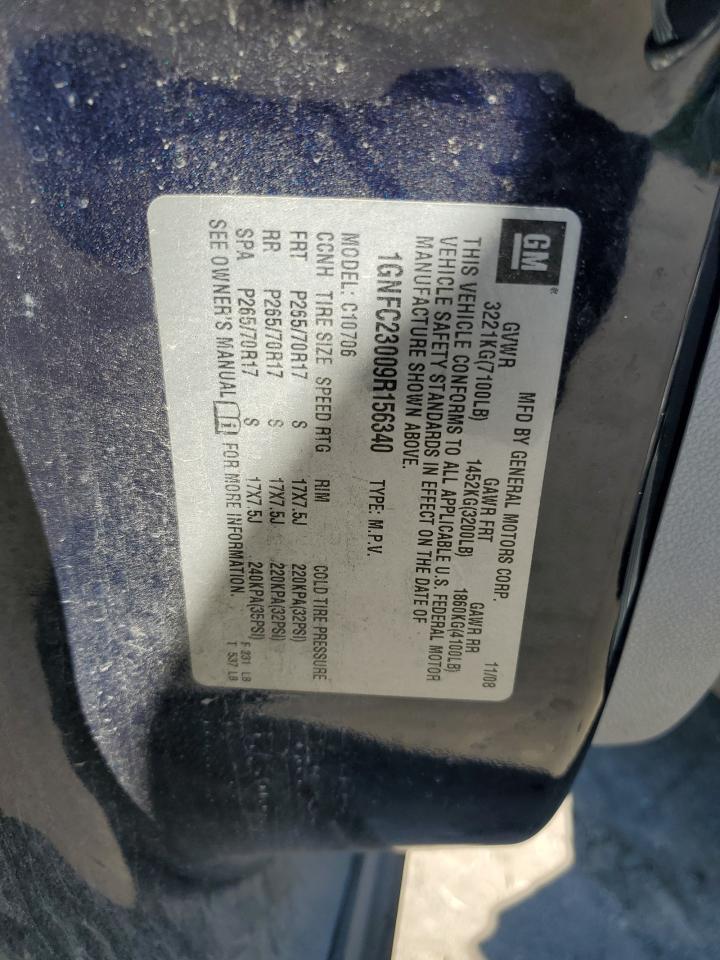 GM®
MFD BY GENERAL MOTORS CORP. 11/08
GVWR GAWR FRT GAWR RR
3221KG(7100LB) 1452KG(3200LB) 1860KG(4100LB)
THIS VEHICLE CONFORMS TO ALL APPLICABLE U.S. FEDERAL MOTOR
VEHICLE SAFETY STANDARDS IN EFFECT ON THE DATE OF
MANUFACTURE SHOWN ABOVE.
1GNFC23009R156340 TYPE: M.P.V.
MODEL: C10706
CCNH TIRE SIZE SPEED RTG RIM COLD TIRE PRESSURE
FRT P265/70R17 S 17X7.5J 220KPA(32PSI)
RR P265/70R17 S 17X7.5J 220KPA(32PSI)
SPA P265/70R17 S 17X7.5J 240KPA(35PSI)
SEE OWNER'S MANUAL i FOR MORE INFORMATION.
F 231 LB
T 537 LB